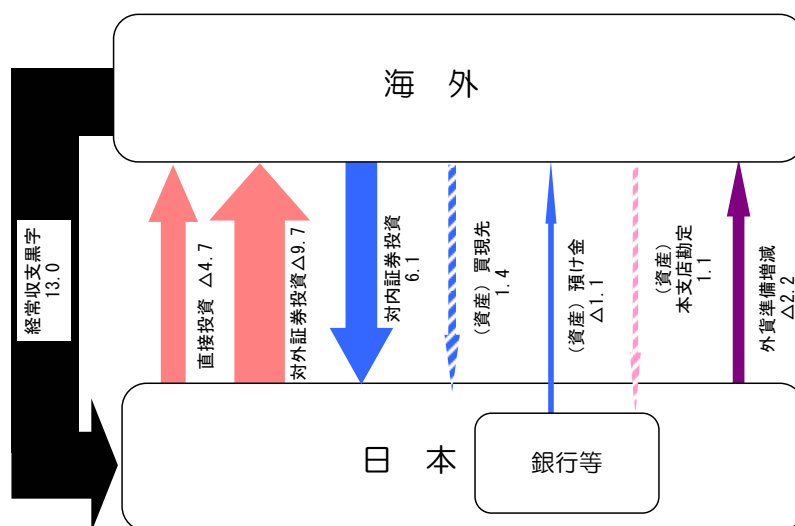 海 外
経常収支黒字
13.0
直接投資 △4.7
対外証券投資△9.7
対内証券投資
6.1
（資産）買現先
1.4
（資産）預け金
△1.1
（資産）
本支店勘定
1.1
外貨準備増減
△2.2
日 本
銀行等